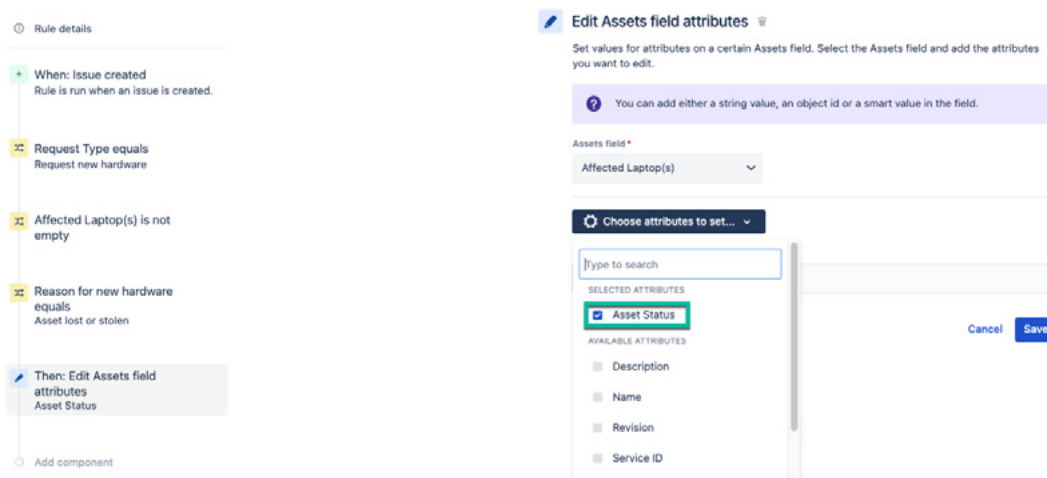 Rule details
When: Issue created
Rule is run when an issue is created.
Request Type equals
Request new hardware
Affected Laptop(s) is not
empty
Reason for new hardware
equals
Asset lost or stolen
Then: Edit Assets field
attributes
Asset Status
Add component
Edit Assets field attributes
Set values for attributes on a certain Assets field. Select the Assets field and add the attributes
you want to edit.
You can add either a string value, an object id or a smart value in the field.
Assets field *
Affected Laptop(s)
Choose attributes to set...
Type to search
SELECTED ATTRIBUTES
Asset Status
AVAILABLE ATTRIBUTES
Description
Name
Revision
Service ID
Cancel
Save